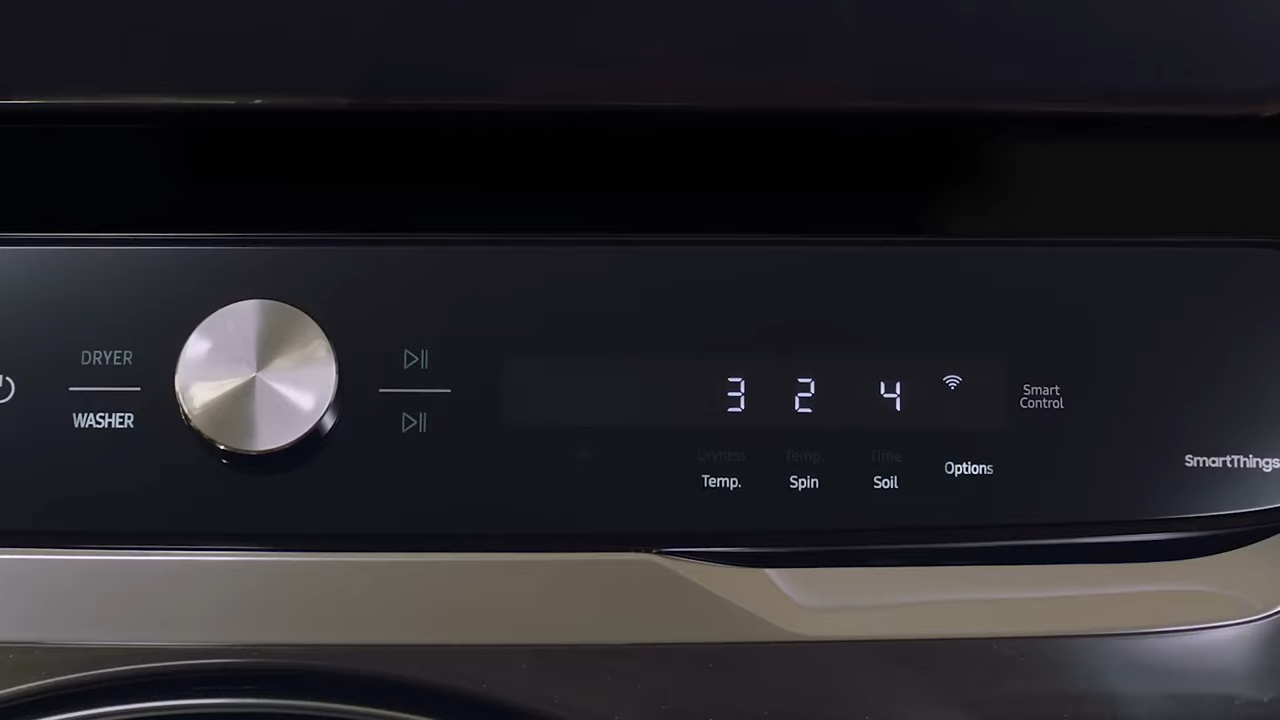 DRYER
WASHER
3 2 4
Smart
Control
Dryness Temp Time
Temp. Spin Soil Options
SmartThings